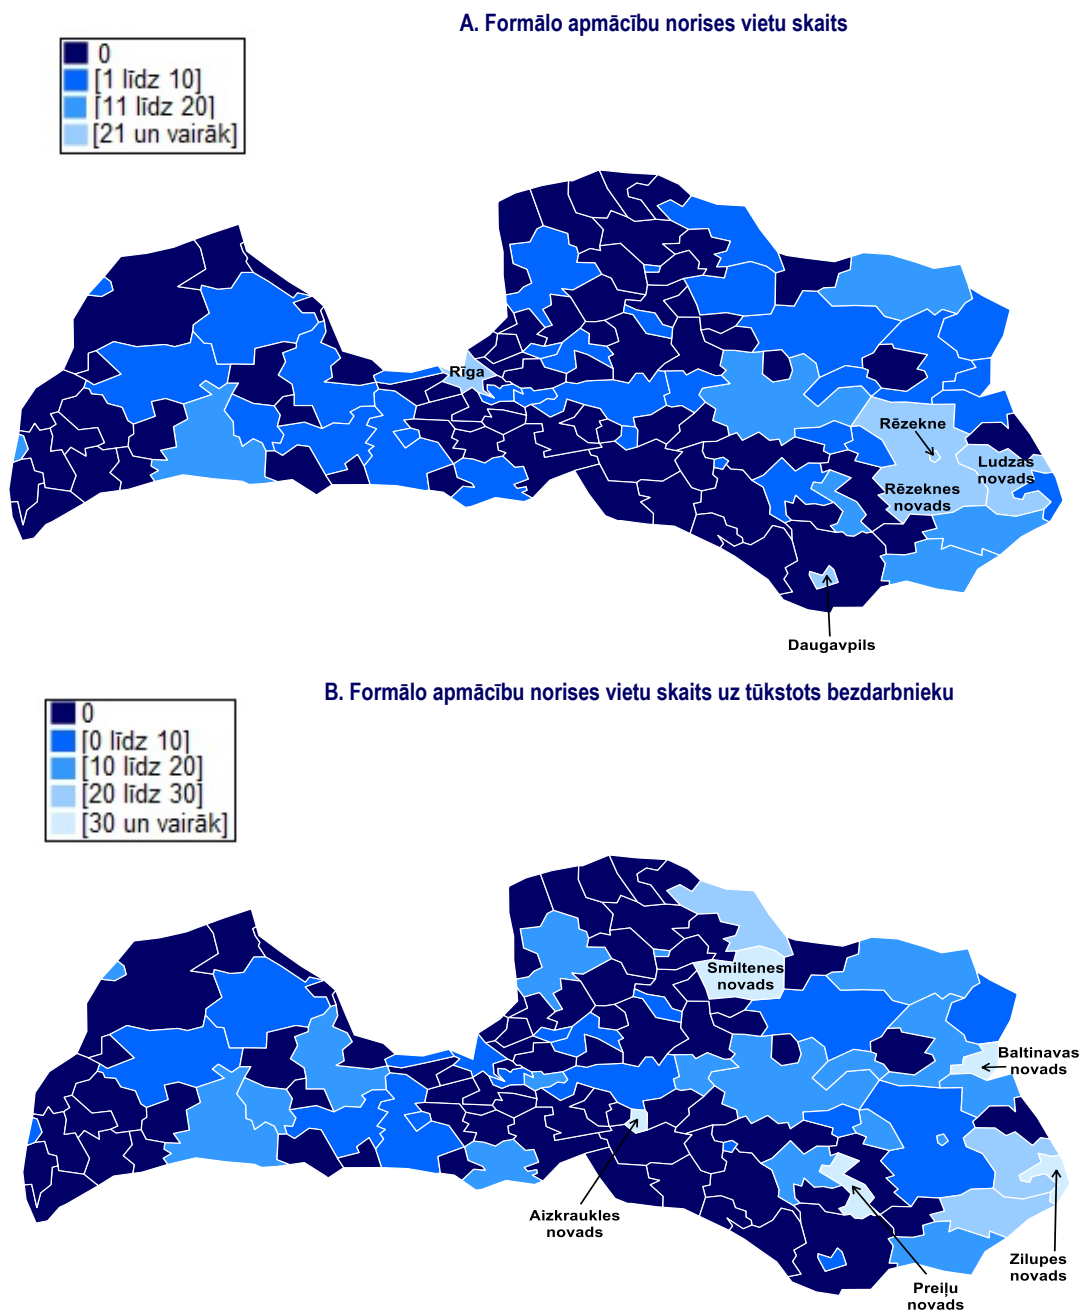 A. Formālo apmācību norises vietu skaits
0
[1 līdz 10]
[11 līdz 20]
[21 un vairāk]
Rīga
Rēzekne
Ludzas
novads
Rēzeknes
novads
Daugavpils
B. Formālo apmācību norises vietu skaits uz tūkstots bezdarbnieku
0
[0 līdz 10]
[10 līdz 20]
[20 līdz 30]
[30 un vairāk]
Smiltenes
novads
Baltinavas
novads
Aizkraukles
novads
Zilupes
novads
Preiļu
novads